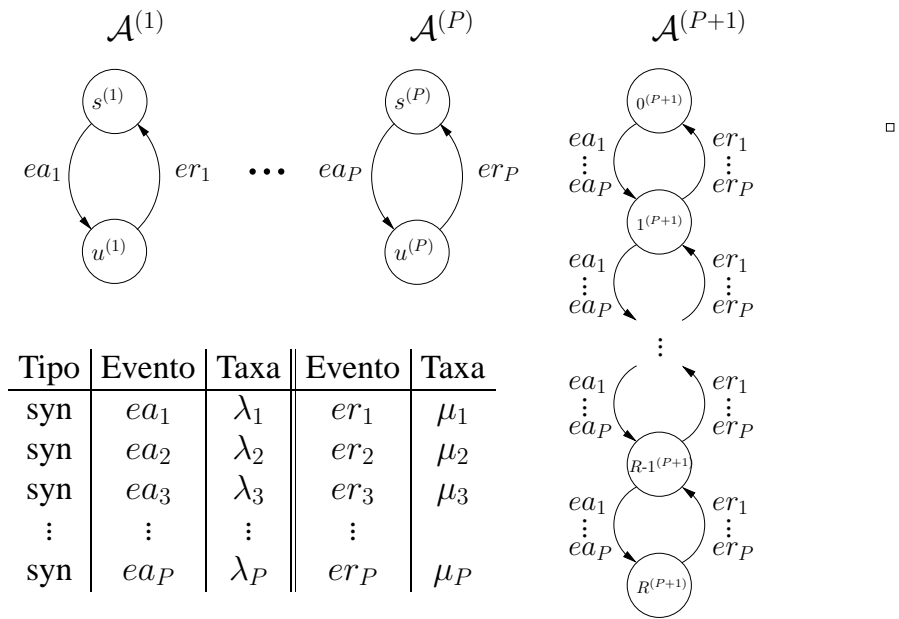 𝒜^(1) 𝒜^(P) 𝒜^(P+1)
s^(1) s^(P) 0^(P+1)
ea_1 er_1 ... ea_P er_P
u^(1) u^(P)
ea_1 er_1
⋮ ⋮
ea_P er_P
1^(P+1)
ea_1 er_1
⋮ ⋮
ea_P er_P
⋮
ea_1 er_1
⋮ ⋮
ea_P er_P
R-1^(P+1)
ea_1 er_1
⋮ ⋮
ea_P er_P
R^(P+1)
Tipo Evento Taxa Evento Taxa
syn ea_1 λ_1 er_1 μ_1
syn ea_2 λ_2 er_2 μ_2
syn ea_3 λ_3 er_3 μ_3
⋮ ⋮ ⋮ ⋮
syn ea_P λ_P er_P μ_P